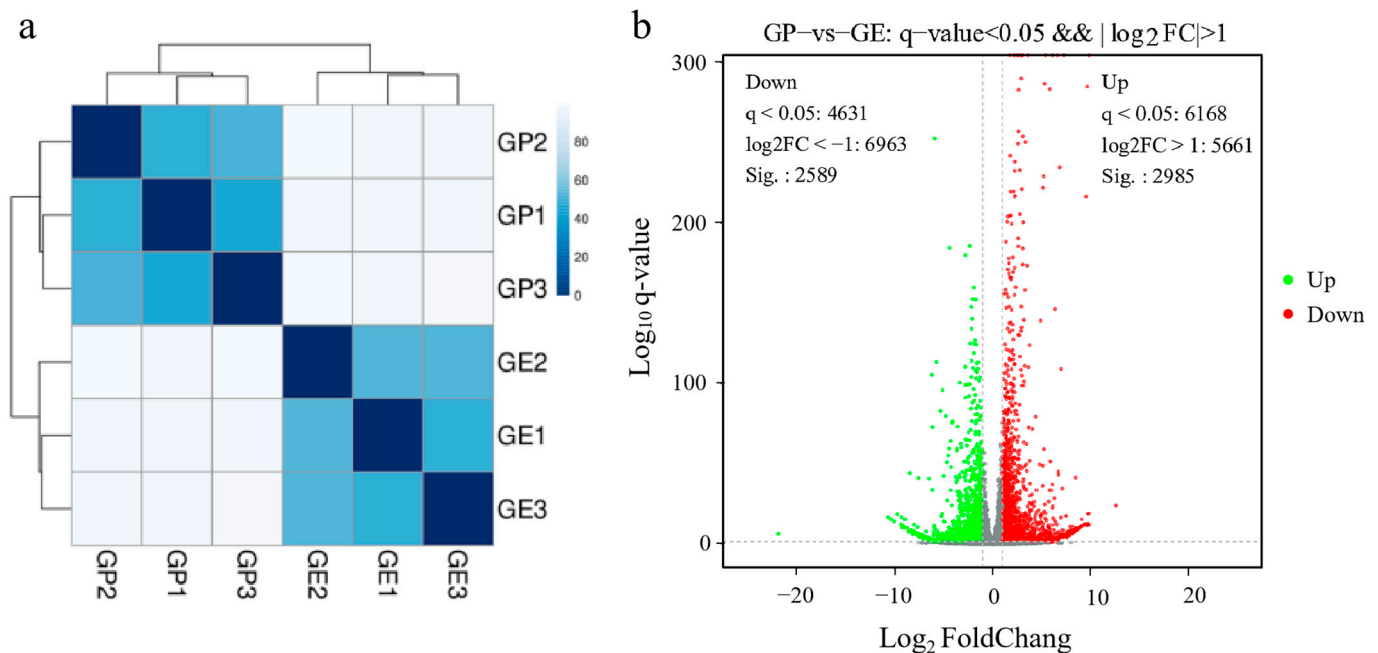 a
GP2
GP1
GP3
GE2
GE1
GE3
GP2
GP1
GP3
GE2
GE1
GE3
80
60
40
20
0
b
GP−vs−GE: q−value<0.05 && | log2 FC|>1
Down
q < 0.05: 4631
log2FC < −1: 6963
Sig. : 2589
Up
q < 0.05: 6168
log2FC > 1: 5661
Sig. : 2985
300
200
100
0
Log10 q-value
−20
−10
0
10
20
Log2 FoldChang
Up
Down